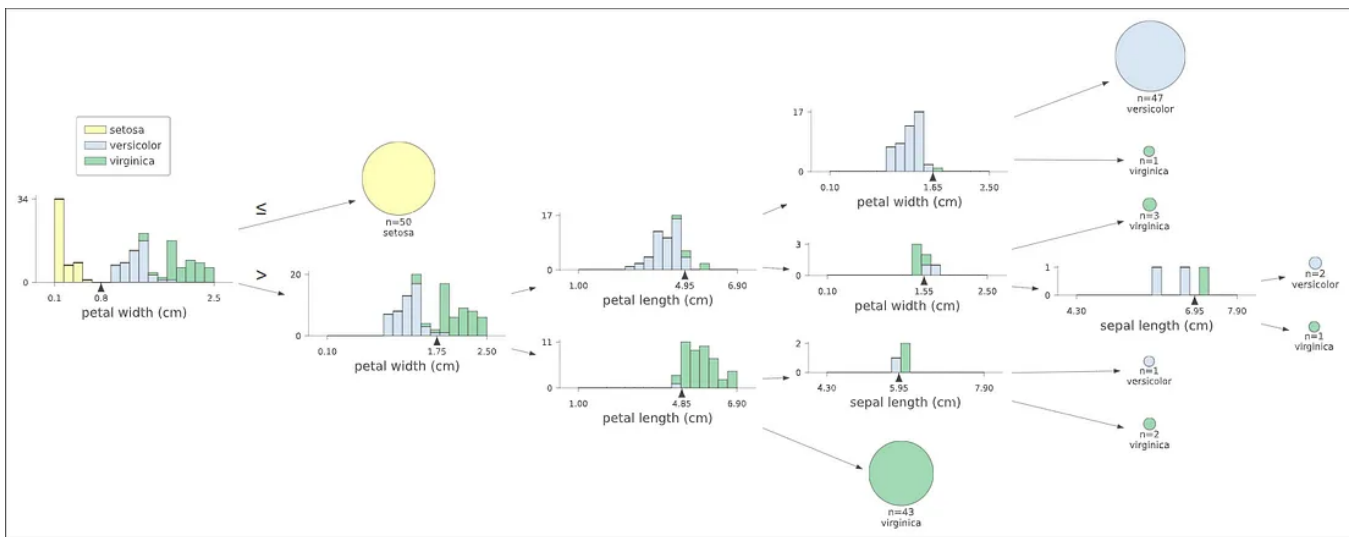 setosa
versicolor
virginica
34
0
0.1
0.8
2.5
petal width (cm)
≤
>
n=50
setosa
20
0
0.10
1.75
2.50
petal width (cm)
17
0
1.00
4.95
6.90
petal length (cm)
11
0
1.00
4.85
6.90
petal length (cm)
17
0
0.10
1.65
2.50
petal width (cm)
3
0
0.10
1.55
2.50
petal width (cm)
2
0
4.30
5.95
7.90
sepal length (cm)
n=43
virginica
n=47
versicolor
n=1
virginica
n=3
virginica
1
0
4.30
6.95
7.90
sepal length (cm)
n=1
versicolor
n=2
virginica
n=2
versicolor
n=1
virginica